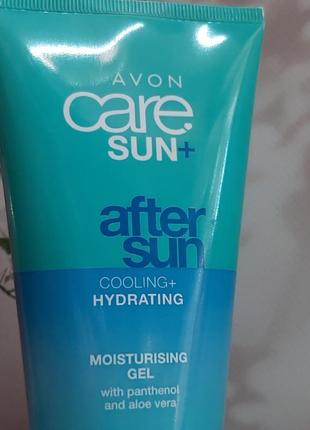 AVON
care.
SUN+
after
sun
COOLING+
HYDRATING
MOISTURISING
GEL
with panthenol
and aloe vera